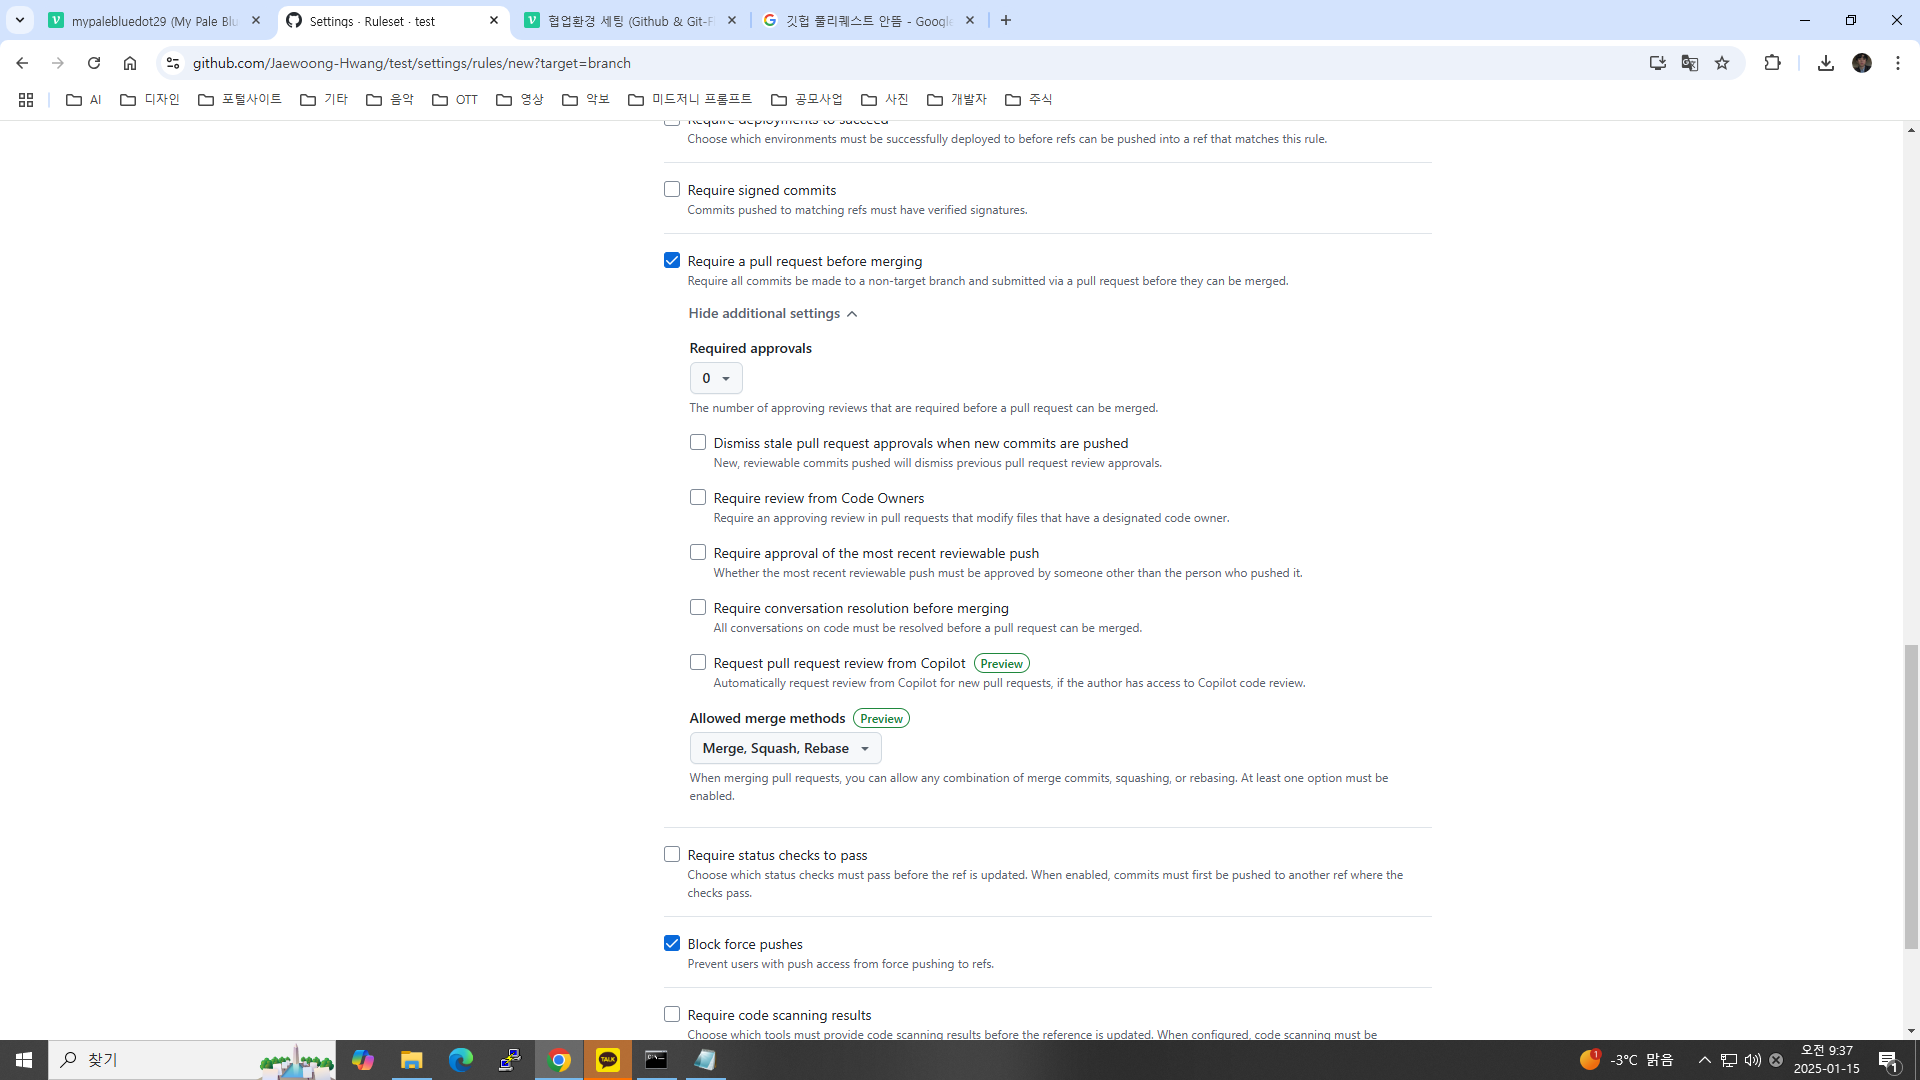 mypalebluedot29 (My Pale Blu
Settings · Ruleset · test
협업환경 세팅 (Github & Git-Fl
깃헙 풀리퀘스트 안뜸 - Google
github.com/Jaewoong-Hwang/test/settings/rules/new?target=branch
AI
디자인
포털사이트
기타
음악
OTT
영상
악보
미드저니 프롬프트
공모사업
사진
개발자
주식
Require deployments to succeed
Choose which environments must be successfully deployed to before refs can be pushed into a ref that matches this rule.
Require signed commits
Commits pushed to matching refs must have verified signatures.
Require a pull request before merging
Require all commits be made to a non-target branch and submitted via a pull request before they can be merged.
Hide additional settings
Required approvals
0
The number of approving reviews that are required before a pull request can be merged.
Dismiss stale pull request approvals when new commits are pushed
New, reviewable commits pushed will dismiss previous pull request review approvals.
Require review from Code Owners
Require an approving review in pull requests that modify files that have a designated code owner.
Require approval of the most recent reviewable push
Whether the most recent reviewable push must be approved by someone other than the person who pushed it.
Require conversation resolution before merging
All conversations on code must be resolved before a pull request can be merged.
Request pull request review from Copilot Preview
Automatically request review from Copilot for new pull requests, if the author has access to Copilot code review.
Allowed merge methods Preview
Merge, Squash, Rebase
When merging pull requests, you can allow any combination of merge commits, squashing, or rebasing. At least one option must be
enabled.
Require status checks to pass
Choose which status checks must pass before the ref is updated. When enabled, commits must first be pushed to another ref where the
checks pass.
Block force pushes
Prevent users with push access from force pushing to refs.
Require code scanning results
Choose which tools must provide code scanning results before the reference is updated. When configured, code scanning must be
찾기
TALK
1
-3°C 맑음
오전 9:37
2025-01-15
1